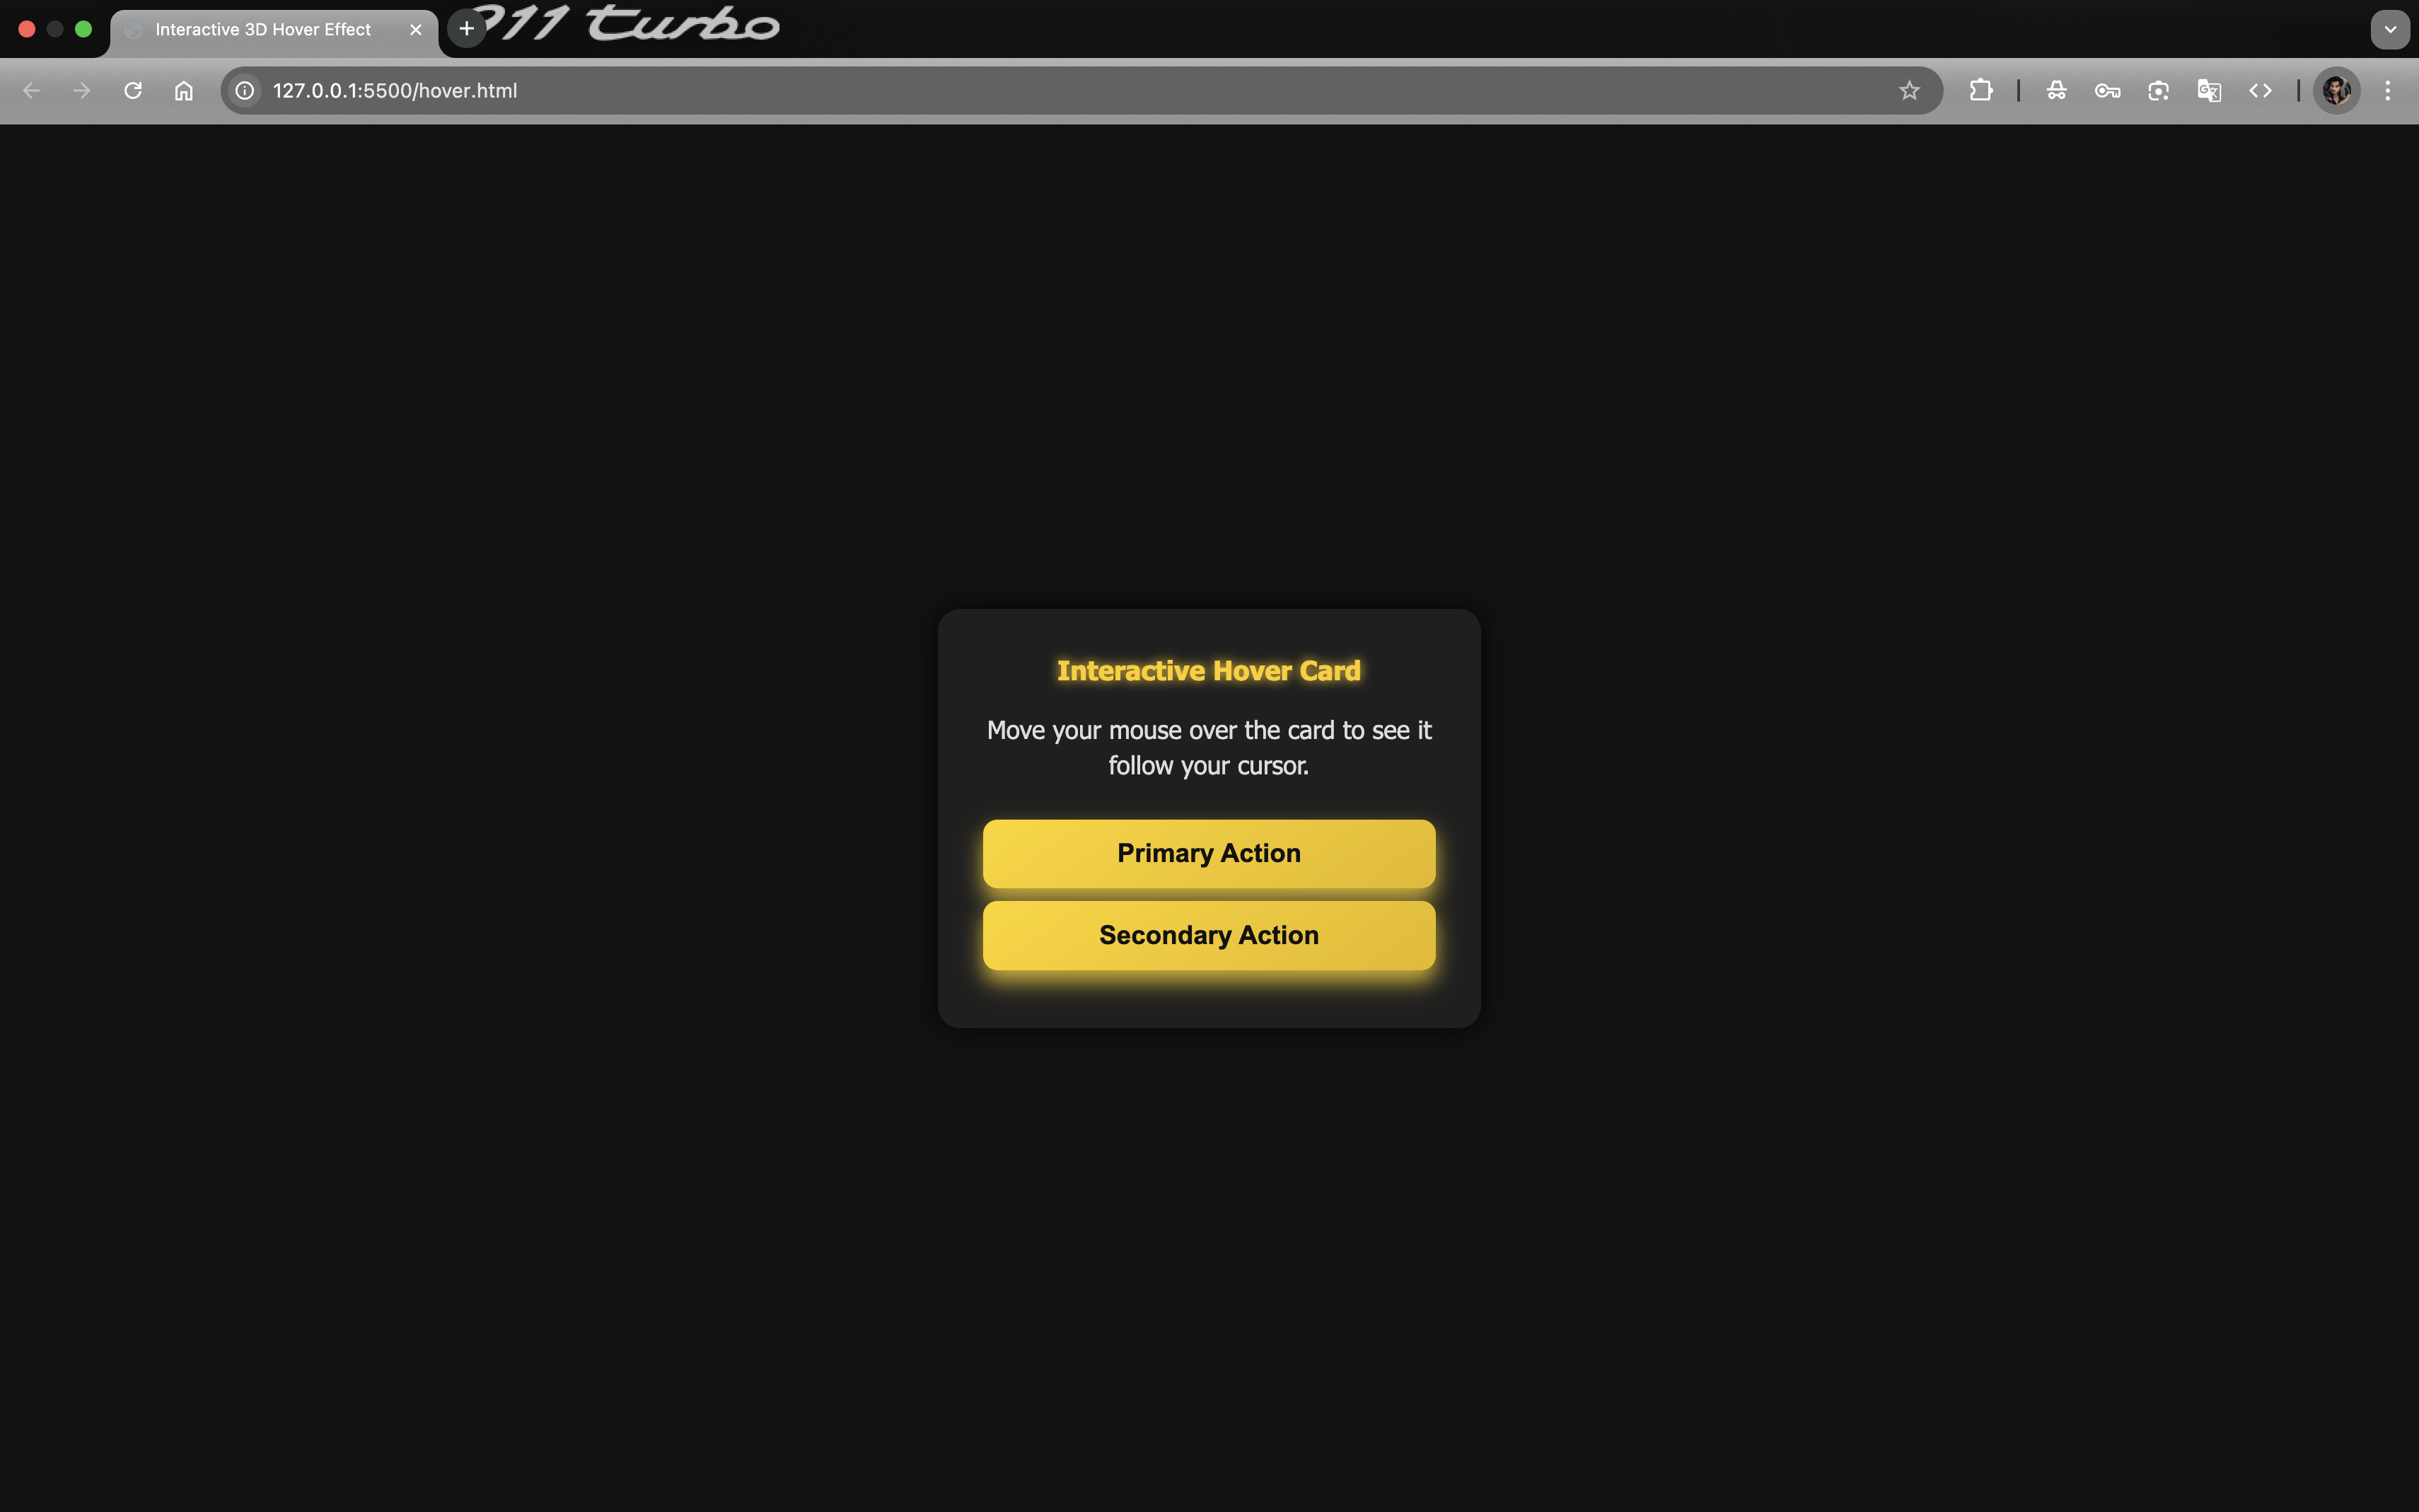 Interactive 3D Hover Effect
911 turbo
127.0.0.1:5500/hover.html
Interactive Hover Card
Move your mouse over the card to see it
follow your cursor.
Primary Action
Secondary Action